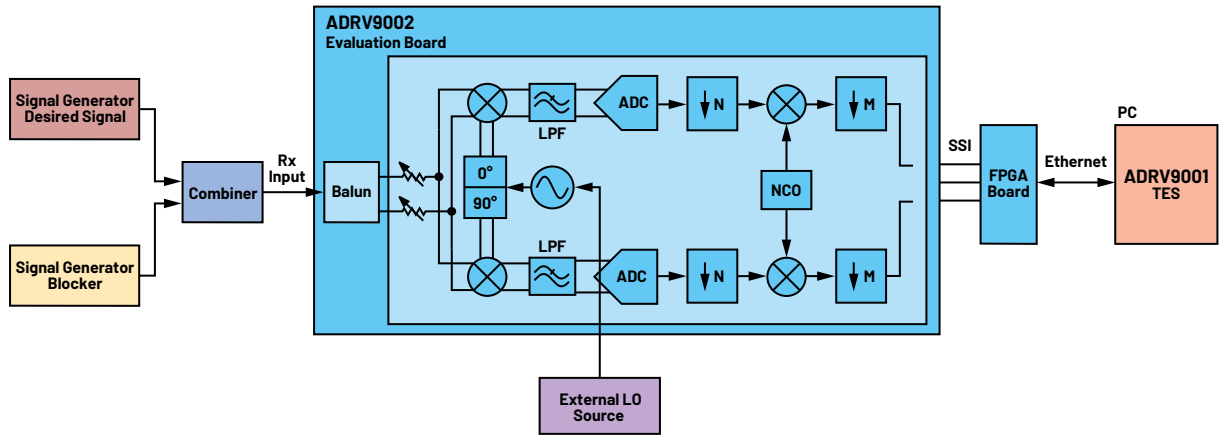 ADRV9002
Evaluation Board
Signal Generator
Desired Signal
Combiner
Rx
Input
Signal Generator
Blocker
Balun
LPF
ADC
N
M
0°
90°
NCO
LPF
ADC
N
M
SSI
FPGA
Board
Ethernet
PC
ADRV9001
TES
External LO
Source